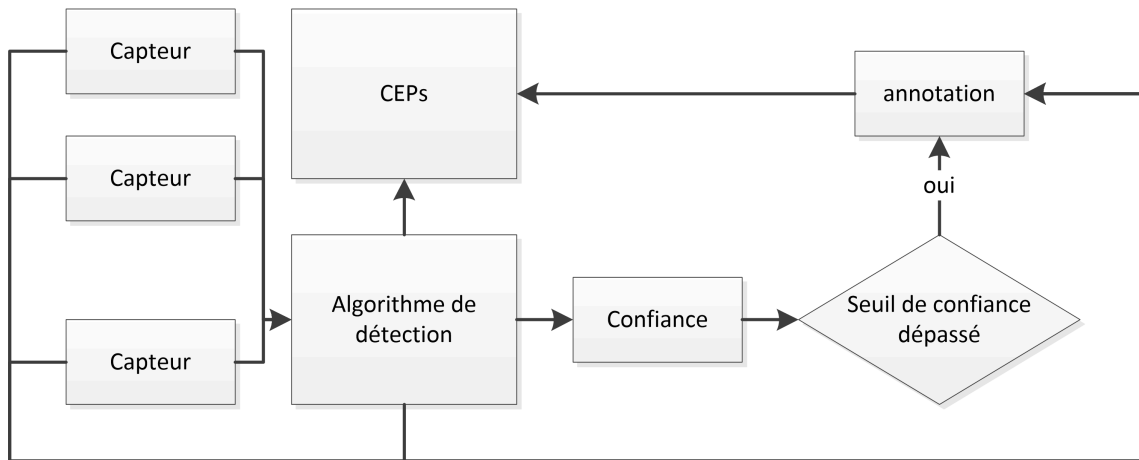 Capteur
CEPs
annotation
Capteur
oui
Capteur
Algorithme de
détection
Confiance
Seuil de confiance
dépassé